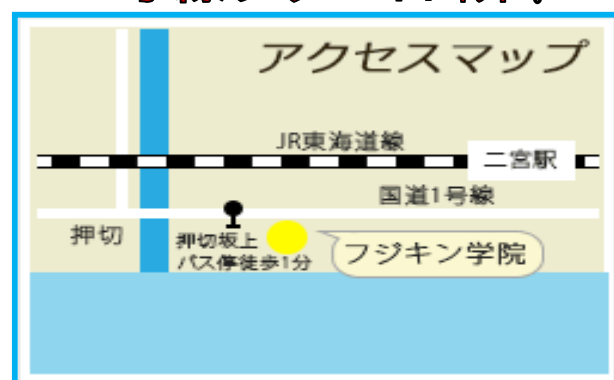 アクセスマップ
JR東海道線
二宮駅
国道1号線
押切
押切坂上
バス停徒歩1分
フジキン学院